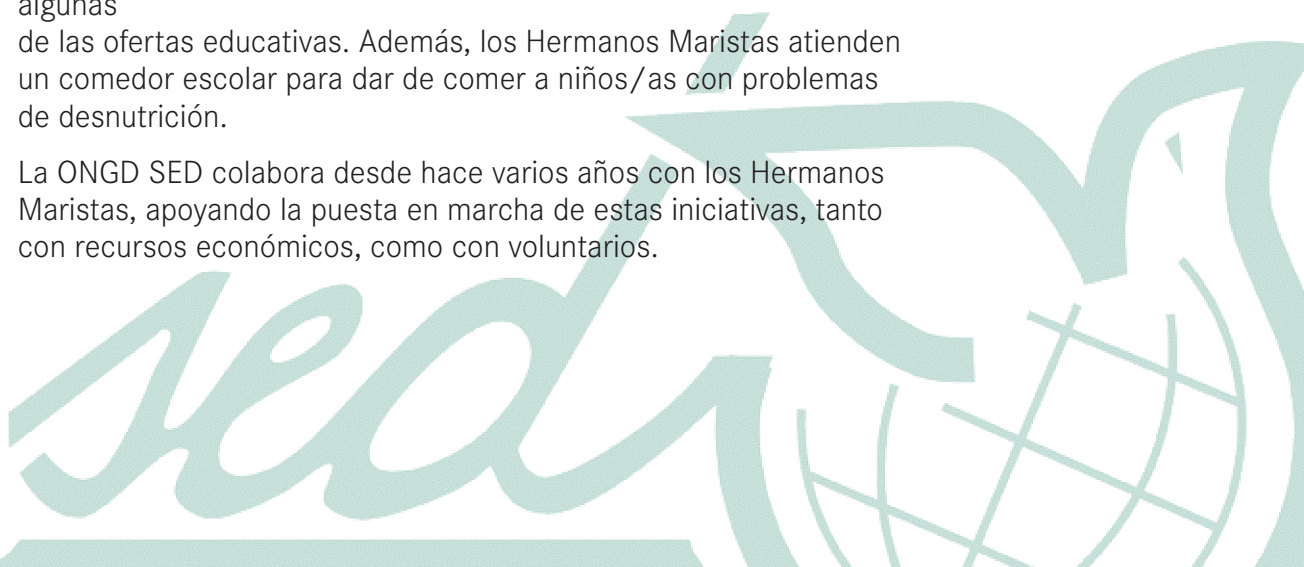 algunas
de las ofertas educativas. Además, los Hermanos Maristas atienden
un comedor escolar para dar de comer a niños/as con problemas
de desnutrición.
La ONGD SED colabora desde hace varios años con los Hermanos
Maristas, apoyando la puesta en marcha de estas iniciativas, tanto
con recursos económicos, como con voluntarios.
sed